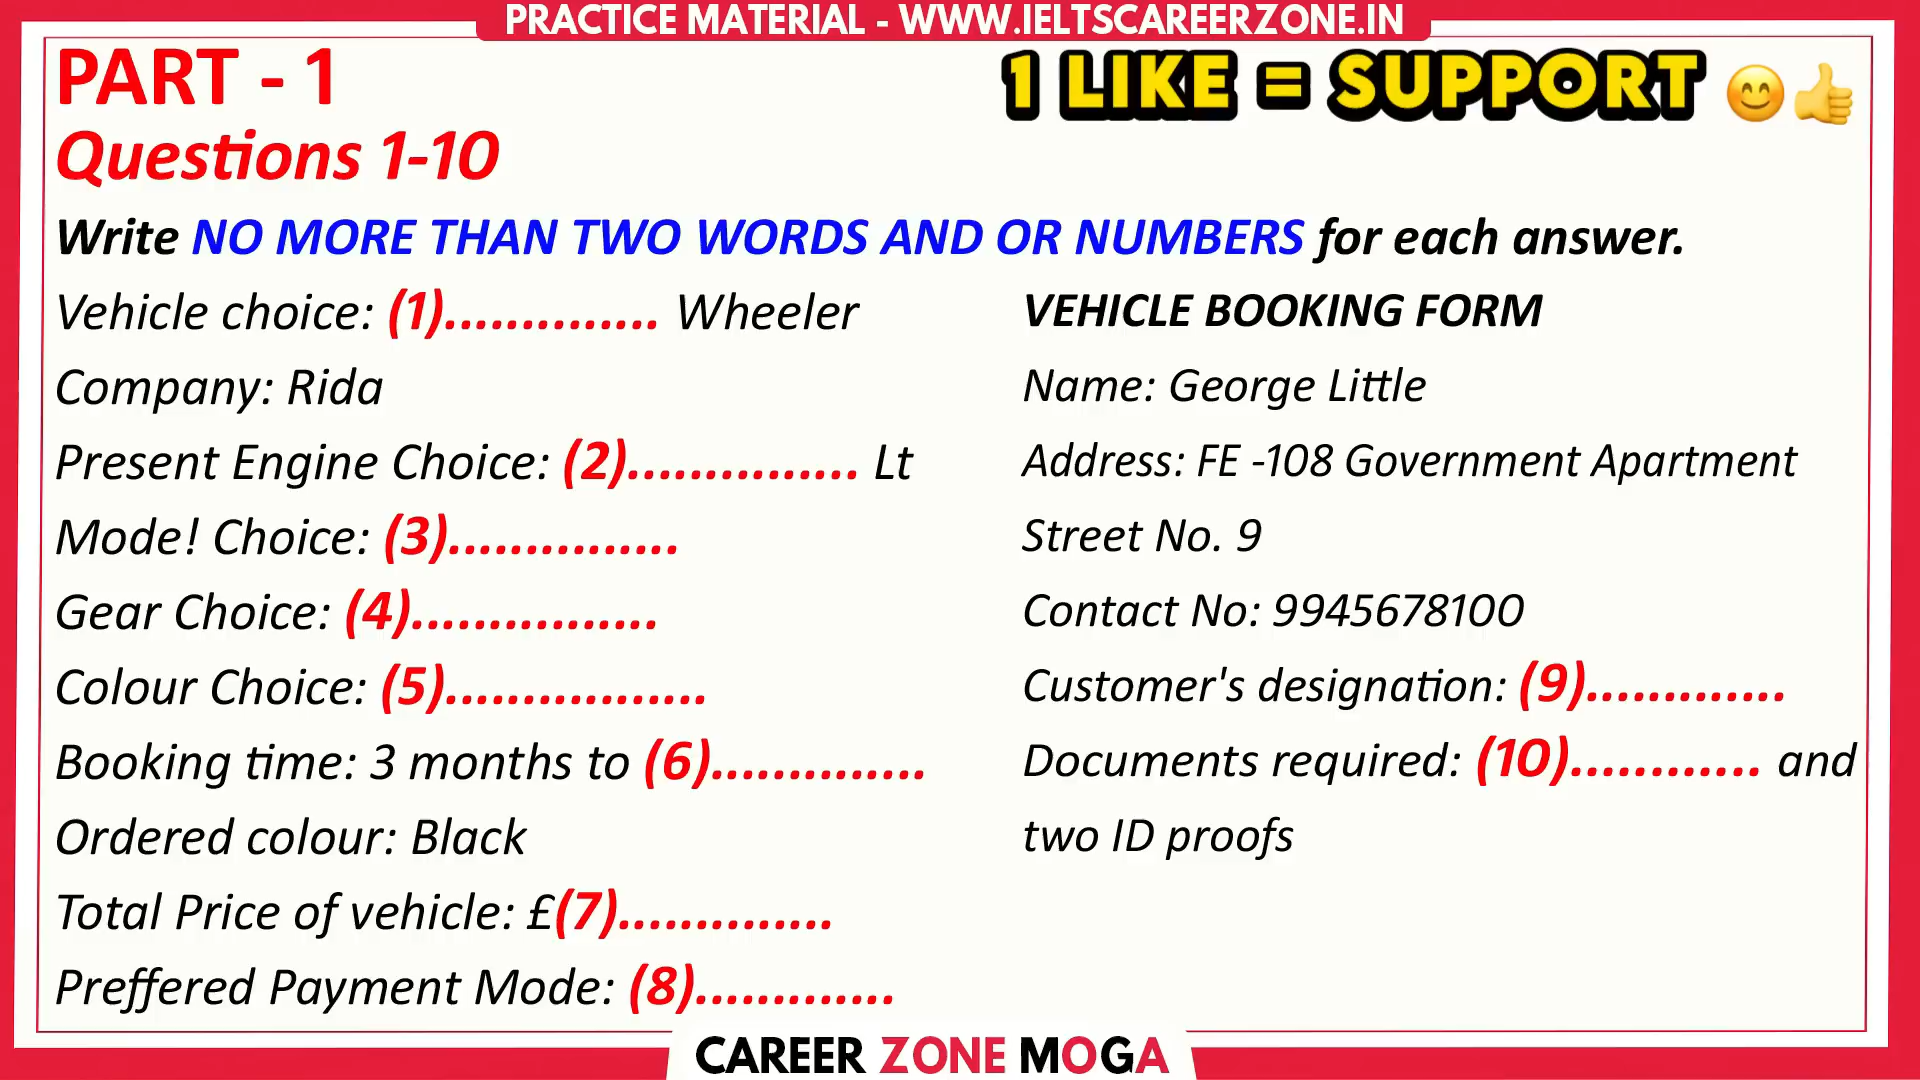 PRACTICE MATERIAL - WWW.IELTSCAREERZONE.IN
PART - 1
1 LIKE = SUPPORT 😊👍
Questions 1-10
Write NO MORE THAN TWO WORDS AND OR NUMBERS for each answer.
Vehicle choice: (1).............. Wheeler
Company: Rida
Present Engine Choice: (2)............... Lt
Mode! Choice: (3)...............
Gear Choice: (4)................
Colour Choice: (5).................
Booking time: 3 months to (6)..............
Ordered colour: Black
Total Price of vehicle: £(7)..............
Preffered Payment Mode: (8).............
VEHICLE BOOKING FORM
Name: George Little
Address: FE -108 Government Apartment
Street No. 9
Contact No: 9945678100
Customer's designation: (9).............
Documents required: (10)............ and
two ID proofs
CAREER ZONE MOGA